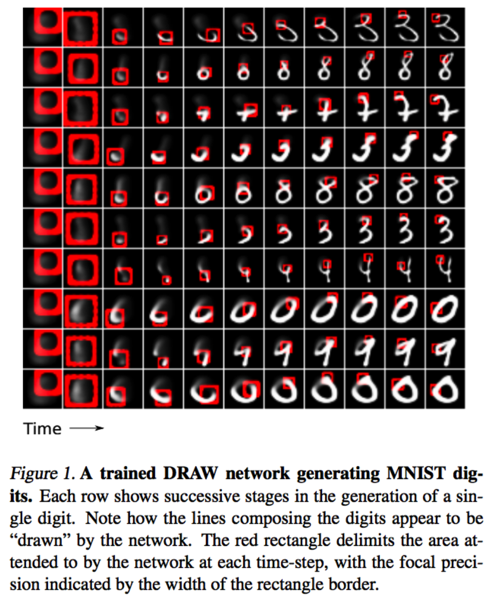 Time
Figure 1. A trained DRAW network generating MNIST dig-
its. Each row shows successive stages in the generation of a sin-
gle digit. Note how the lines composing the digits appear to be
“drawn” by the network. The red rectangle delimits the area at-
tended to by the network at each time-step, with the focal preci-
sion indicated by the width of the rectangle border.